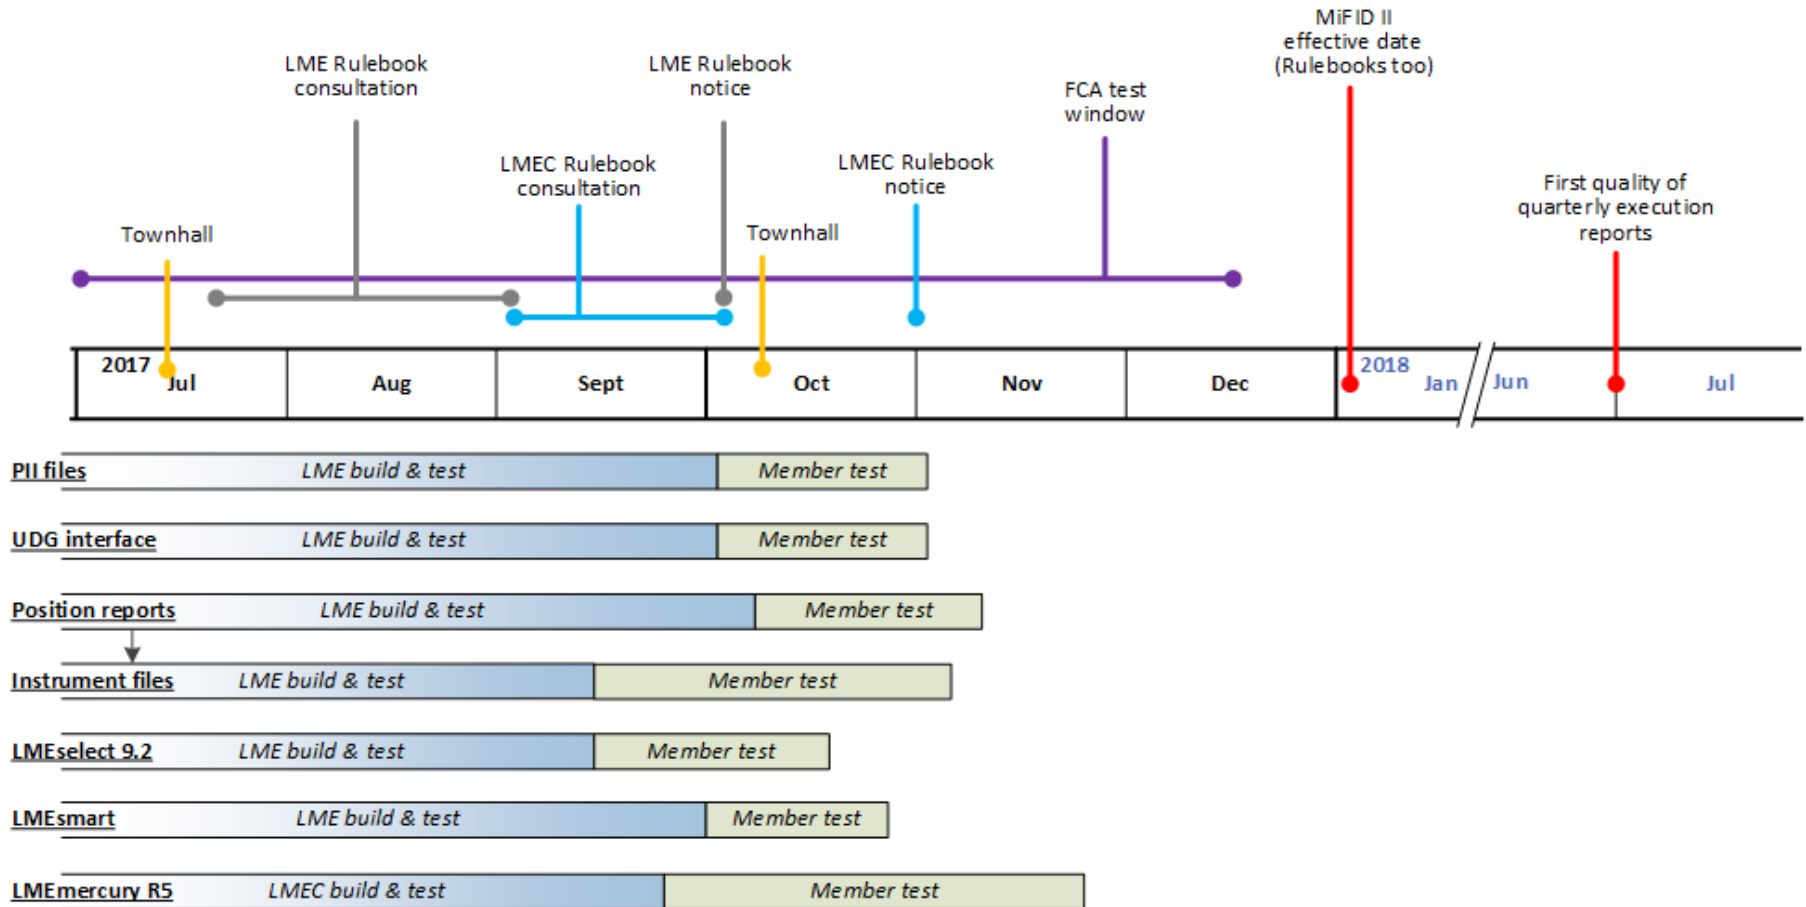 MiFID II
effective date
(Rulebooks too)
LME Rulebook
consultation
LME Rulebook
notice
FCA test
window
LMEC Rulebook
consultation
LMEC Rulebook
notice
First quality of
quarterly execution
reports
Townhall
Townhall
2017
Jul
Aug
Sept
Oct
Nov
Dec
2018
Jan
Jun
Jul
PII files
LME build & test
Member test
UDG interface
LME build & test
Member test
Position reports
LME build & test
Member test
Instrument files
LME build & test
Member test
LMEselect 9.2
LME build & test
Member test
LMEsmart
LME build & test
Member test
LMEmercury R5
LMEC build & test
Member test